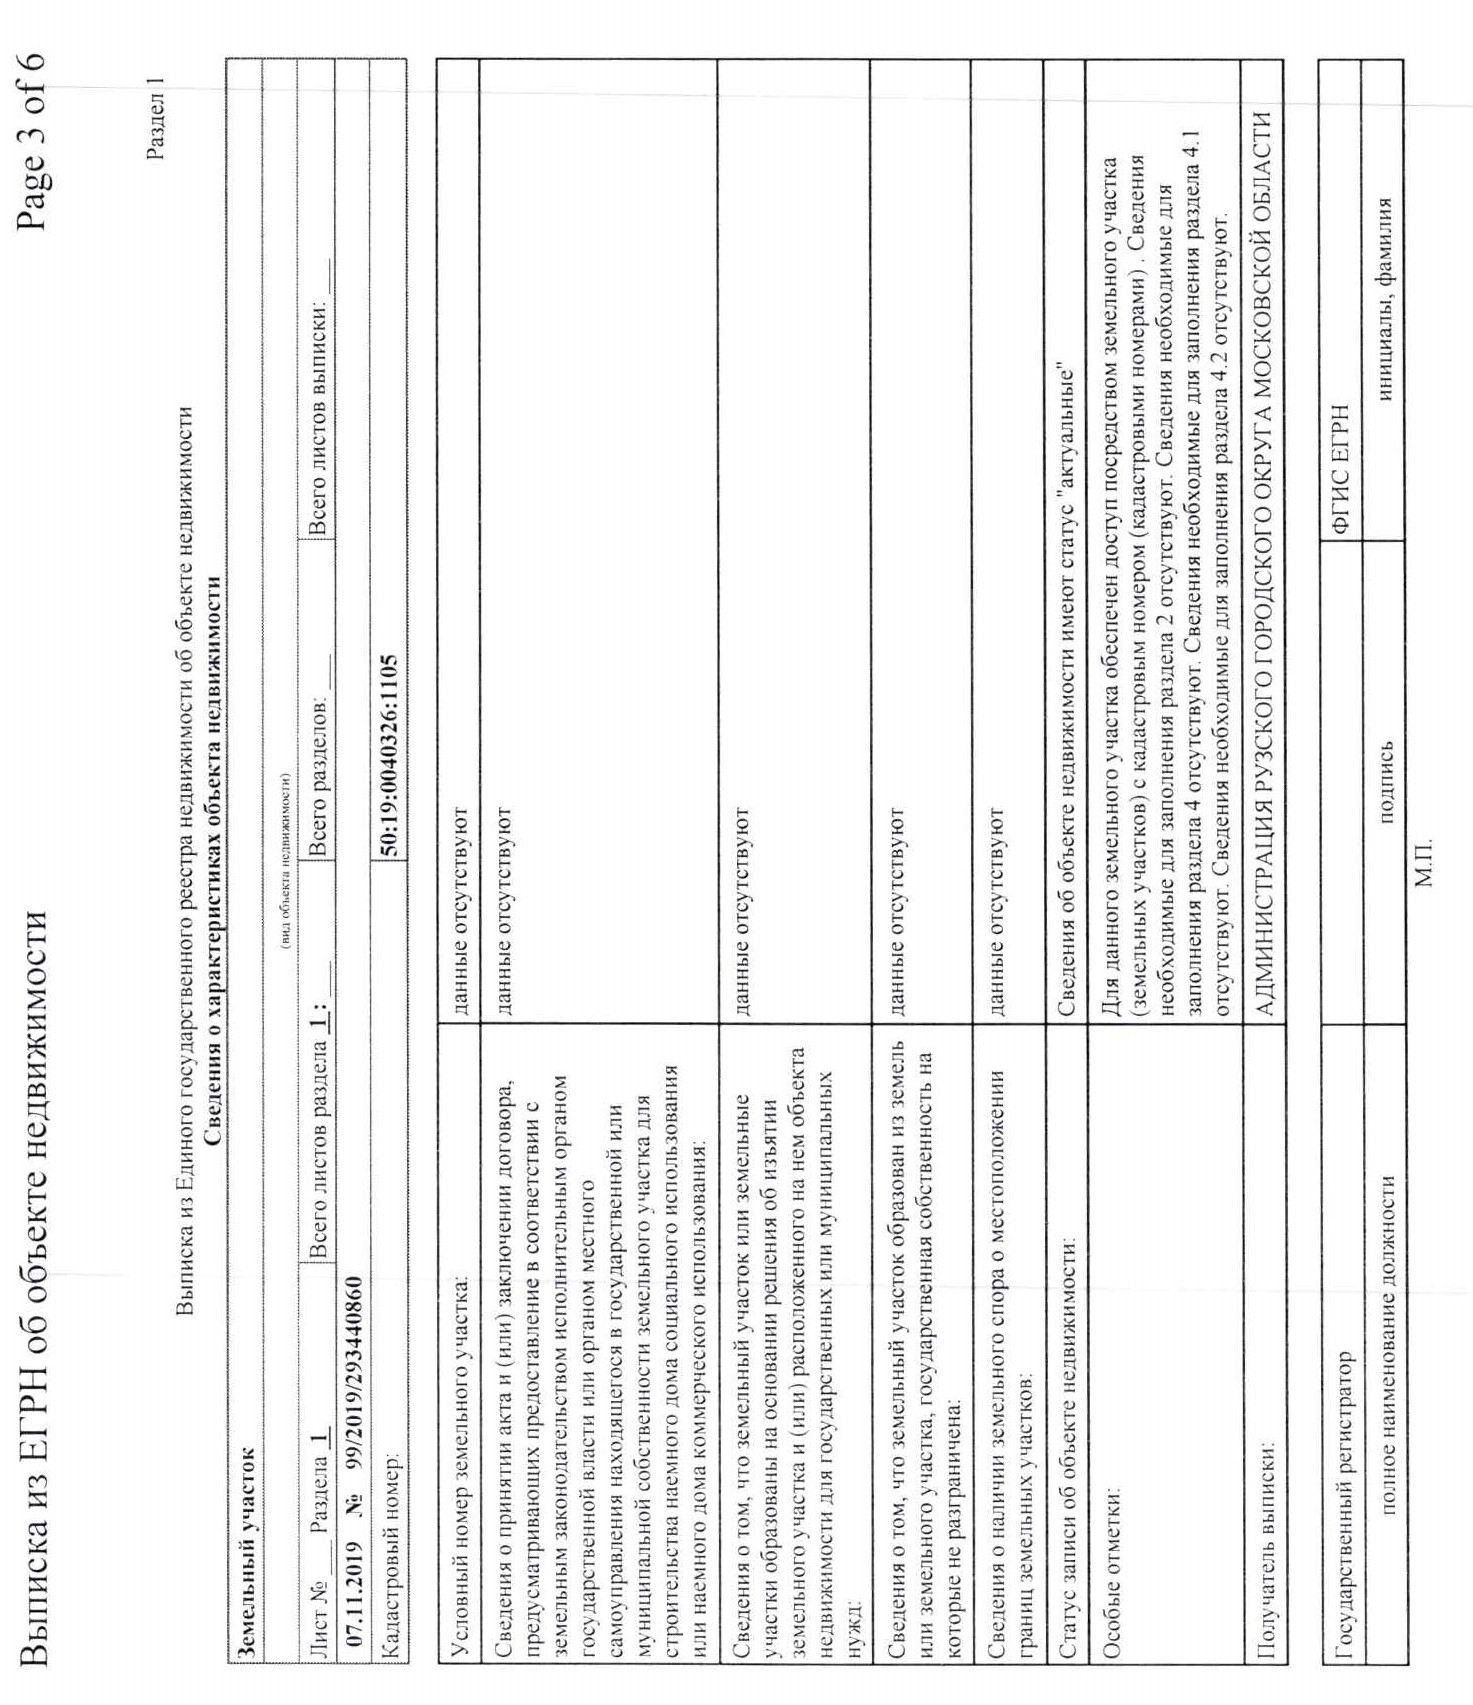 Выписка из ЕГРН об объекте недвижимости
Page 3 of 6
Раздел 1
Выписка из Единого государственного реестра недвижимости об объекте недвижимости
Сведения о характеристиках объекта недвижимости
Земельный участок
(вид объекта недвижимости)
Лист № ___ Раздела 1
Всего листов раздела 1 : ___
Всего разделов: ___
Всего листов выписки: ___
07.11.2019 № 99/2019/293440860
Кадастровый номер:
50:19:0040326:1105
Условный номер земельного участка:
данные отсутствуют
Сведения о принятии акта и (или) заключении договора,
предусматривающих предоставление в соответствии с
земельным законодательством исполнительным органом
государственной власти или органом местного
самоуправления находящегося в государственной или
муниципальной собственности земельного участка для
строительства наемного дома социального использования
или наемного дома коммерческого использования:
данные отсутствуют
Сведения о том, что земельный участок или земельные
участки образованы на основании решения об изъятии
земельного участка и (или) расположенного на нем объекта
недвижимости для государственных или муниципальных
нужд:
данные отсутствуют
Сведения о том, что земельный участок образован из земель
или земельного участка, государственная собственность на
которые не разграничена:
данные отсутствуют
Сведения о наличии земельного спора о местоположении
границ земельных участков:
данные отсутствуют
Статус записи об объекте недвижимости:
Сведения об объекте недвижимости имеют статус "актуальные"
Особые отметки:
Для данного земельного участка обеспечен доступ посредством земельного участка
(земельных участков) с кадастровым номером (кадастровыми номерами) . Сведения
необходимые для заполнения раздела 2 отсутствуют. Сведения необходимые для
заполнения раздела 4 отсутствуют. Сведения необходимые для заполнения раздела 4.1
отсутствуют. Сведения необходимые для заполнения раздела 4.2 отсутствуют.
Получатель выписки:
АДМИНИСТРАЦИЯ РУЗСКОГО ГОРОДСКОГО ОКРУГА МОСКОВСКОЙ ОБЛАСТИ
Государственный регистратор
ФГИС ЕГРН
полное наименование должности
подпись
инициалы, фамилия
М.П.